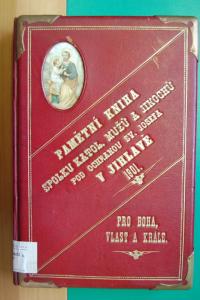 PAMĚTNÍ KNIHA
SPOLKU KATOL. MUŽŮ A JINOCHŮ
POD OCHRANOU SV. JOSEFA
V JIHLAVĚ
1901.
PRO BOHA,
VLAST A KRÁLE.